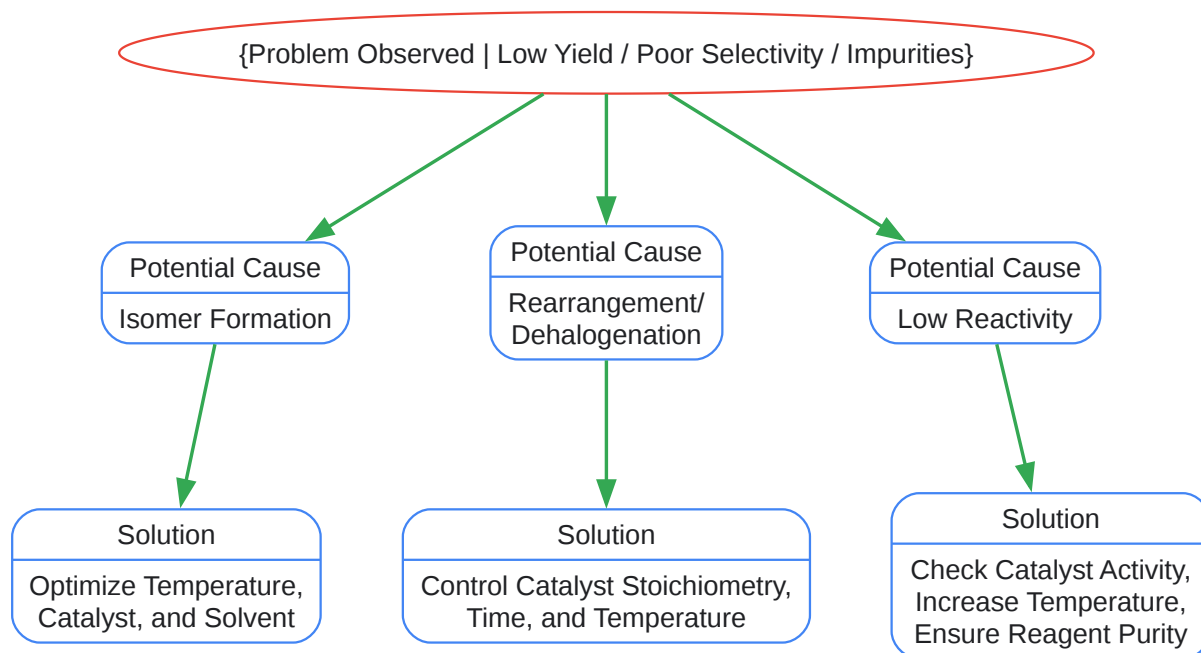 {Problem Observed | Low Yield / Poor Selectivity / Impurities}
Potential Cause
Isomer Formation
Potential Cause
Rearrangement/
Dehalogenation
Potential Cause
Low Reactivity
Solution
Optimize Temperature,
Catalyst, and Solvent
Solution
Control Catalyst Stoichiometry,
Time, and Temperature
Solution
Check Catalyst Activity,
Increase Temperature,
Ensure Reagent Purity